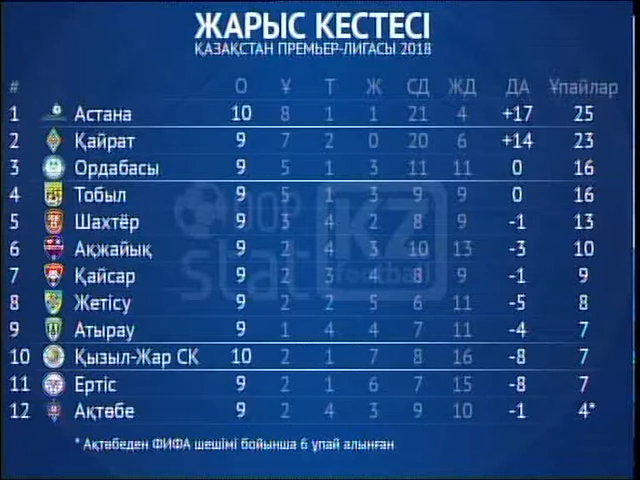 ЖАРЫС КЕСТЕСІ
ҚАЗАҚСТАН ПРЕМЬЕР-ЛИГАСЫ 2018
# О Ұ Т Ж СД ЖД ДА Ұпайлар
1 Астана 10 8 1 1 21 4 +17 25
2 Қайрат 9 7 2 0 20 6 +14 23
3 Ордабасы 9 5 1 3 11 11 0 16
4 Тобыл 9 5 1 3 9 9 0 16
5 Шахтёр 9 3 4 2 8 9 -1 13
6 Ақжайық 9 2 4 3 10 13 -3 10
7 Қайсар 9 2 3 4 8 9 -1 9
8 Жетісу 9 2 2 5 6 11 -5 8
9 Атырау 9 1 4 4 7 11 -4 7
10 Қызыл-Жар СК 10 2 1 7 8 16 -8 7
11 Ертіс 9 2 1 6 7 15 -8 7
12 Ақтөбе 9 2 4 3 9 10 -1 4*
* Ақтөбеден ФИФА шешімі бойынша 6 ұпай алынған
stat KZ football